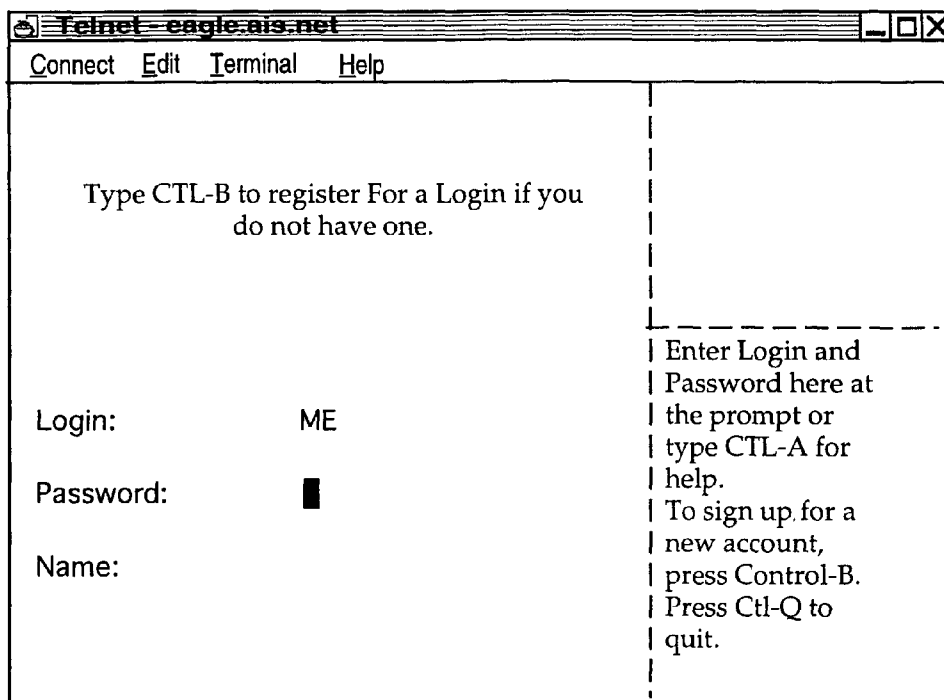 Telnet - eagle.ais.net
Connect Edit Terminal Help
Type CTL-B to register For a Login if you
do not have one.
Login: ME
Password:
Name:
Enter Login and
Password here at
the prompt or
type CTL-A for
help.
To sign up for a
new account,
press Control-B.
Press Ctl-Q to
quit.